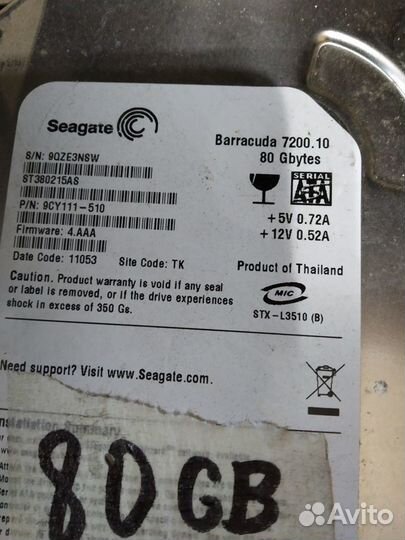 Seagate
Barracuda 7200.10
80 Gbytes
S/N: 9QZE3NSW
ST380215AS
P/N: 9CY111-510
Firmware: 4.AAA
Date Code: 11053 Site Code: TK
SERIAL
SATA
+5V 0.72A
+12V 0.52A
Product of Thailand
Caution. Product warranty is void if any seal
or label is removed, or if the drive experiences
shock in excess of 350 Gs.
MIC
STX-L3510 (B)
Need support? Visit www.Seagate.com.
80 GB
Avito